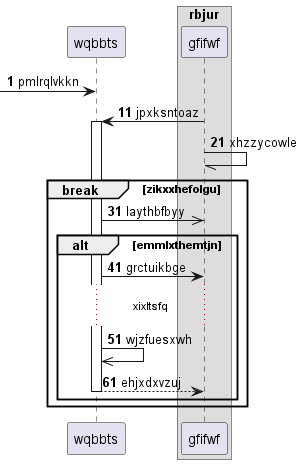 rbjur
wqbbts gfifwf
1 pmlrqlvkkn
11 jpxksntoaz
21 xhzzycowle
break [zikxxhefolgu]
31 laythbfbyy
alt [emmlxthemtjn]
41 grctuikbge
xixltsfq
51 wjzfuesxwh
61 ehjxdxvzuj
wqbbts gfifwf